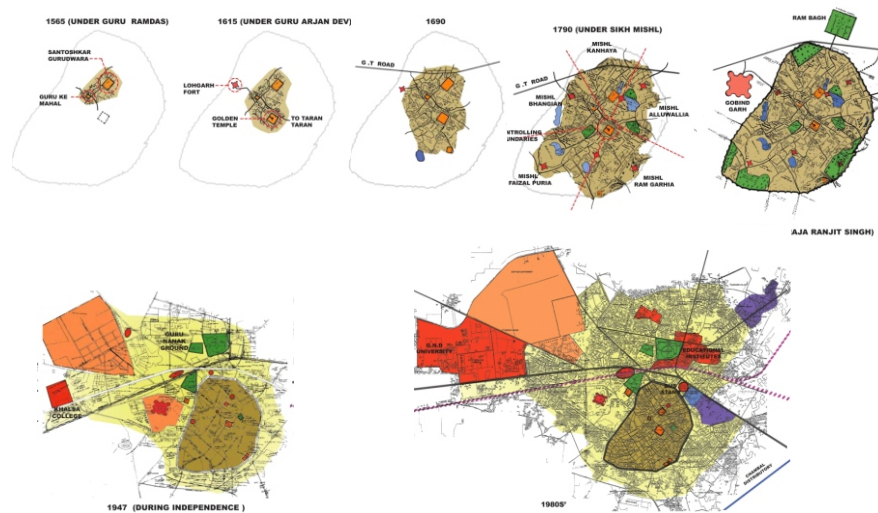 1565 (UNDER GURU RAMDAS)
SANTOSHKAR
GURUDWARA
GURU KE
MAHAL
1615 (UNDER GURU ARJAN DEV)
LOHGARH
FORT
GOLDEN
TEMPLE
TO TARAN
TARAN
1690
G .T ROAD
1790 (UNDER SIKH MISHL)
MISHL
KANHAYA
G .T ROAD
MISHL
BHANGIAN
MISHL
ALLUWALLIA
NTROLLING
UNDARIES
MISHL
FAIZAL PURIA
MISHL
RAM GARHIA
RAM BAGH
GOBIND
GARH
AJA RANJIT SINGH)
GURU
NANAK
GROUND
KHALSA
COLLEGE
1947 (DURING INDEPENDENCE )
G.N.D
UNIVERSITY
EDUCATIONAL
INSTITUTES
CHAMBAL
DISTRIBUTORY
1980S'